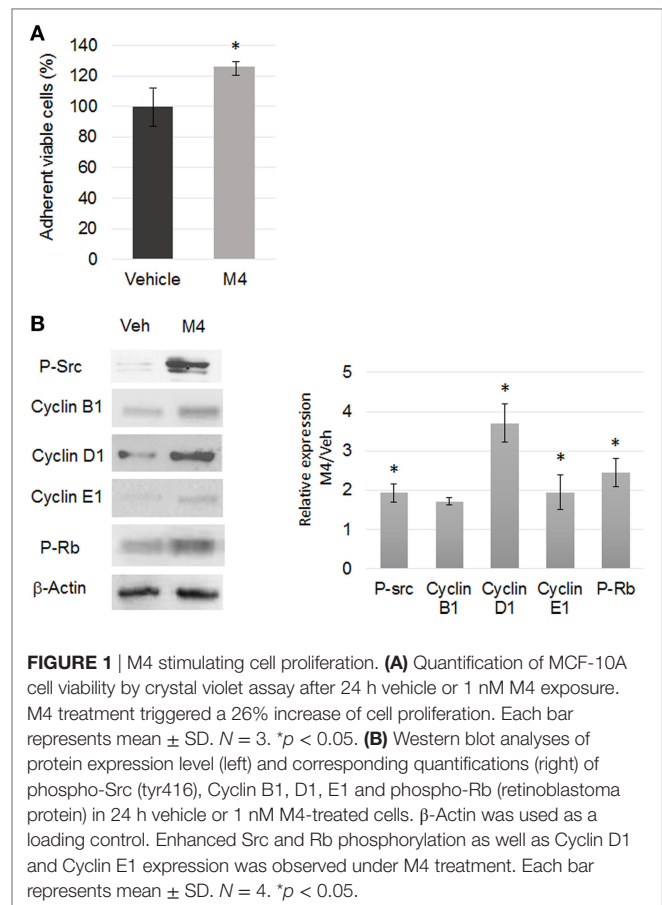 A
Adherent viable cells (%)
140
120
100
80
60
40
20
0
*
Vehicle
M4
B
Veh M4
P-Src
Cyclin B1
Cyclin D1
Cyclin E1
P-Rb
β-Actin
Relative expression
M4/Veh
5
4
3
2
1
0
*
*
*
*
P-src
Cyclin
B1
Cyclin
D1
Cyclin
E1
P-Rb
FIGURE 1 | M4 stimulating cell proliferation. (A) Quantification of MCF-10A
cell viability by crystal violet assay after 24 h vehicle or 1 nM M4 exposure.
M4 treatment triggered a 26% increase of cell proliferation. Each bar
represents mean ± SD. N = 3. *p < 0.05. (B) Western blot analyses of
protein expression level (left) and corresponding quantifications (right) of
phospho-Src (tyr416), Cyclin B1, D1, E1 and phospho-Rb (retinoblastoma
protein) in 24 h vehicle or 1 nM M4-treated cells. β-Actin was used as a
loading control. Enhanced Src and Rb phosphorylation as well as Cyclin D1
and Cyclin E1 expression was observed under M4 treatment. Each bar
represents mean ± SD. N = 4. *p < 0.05.